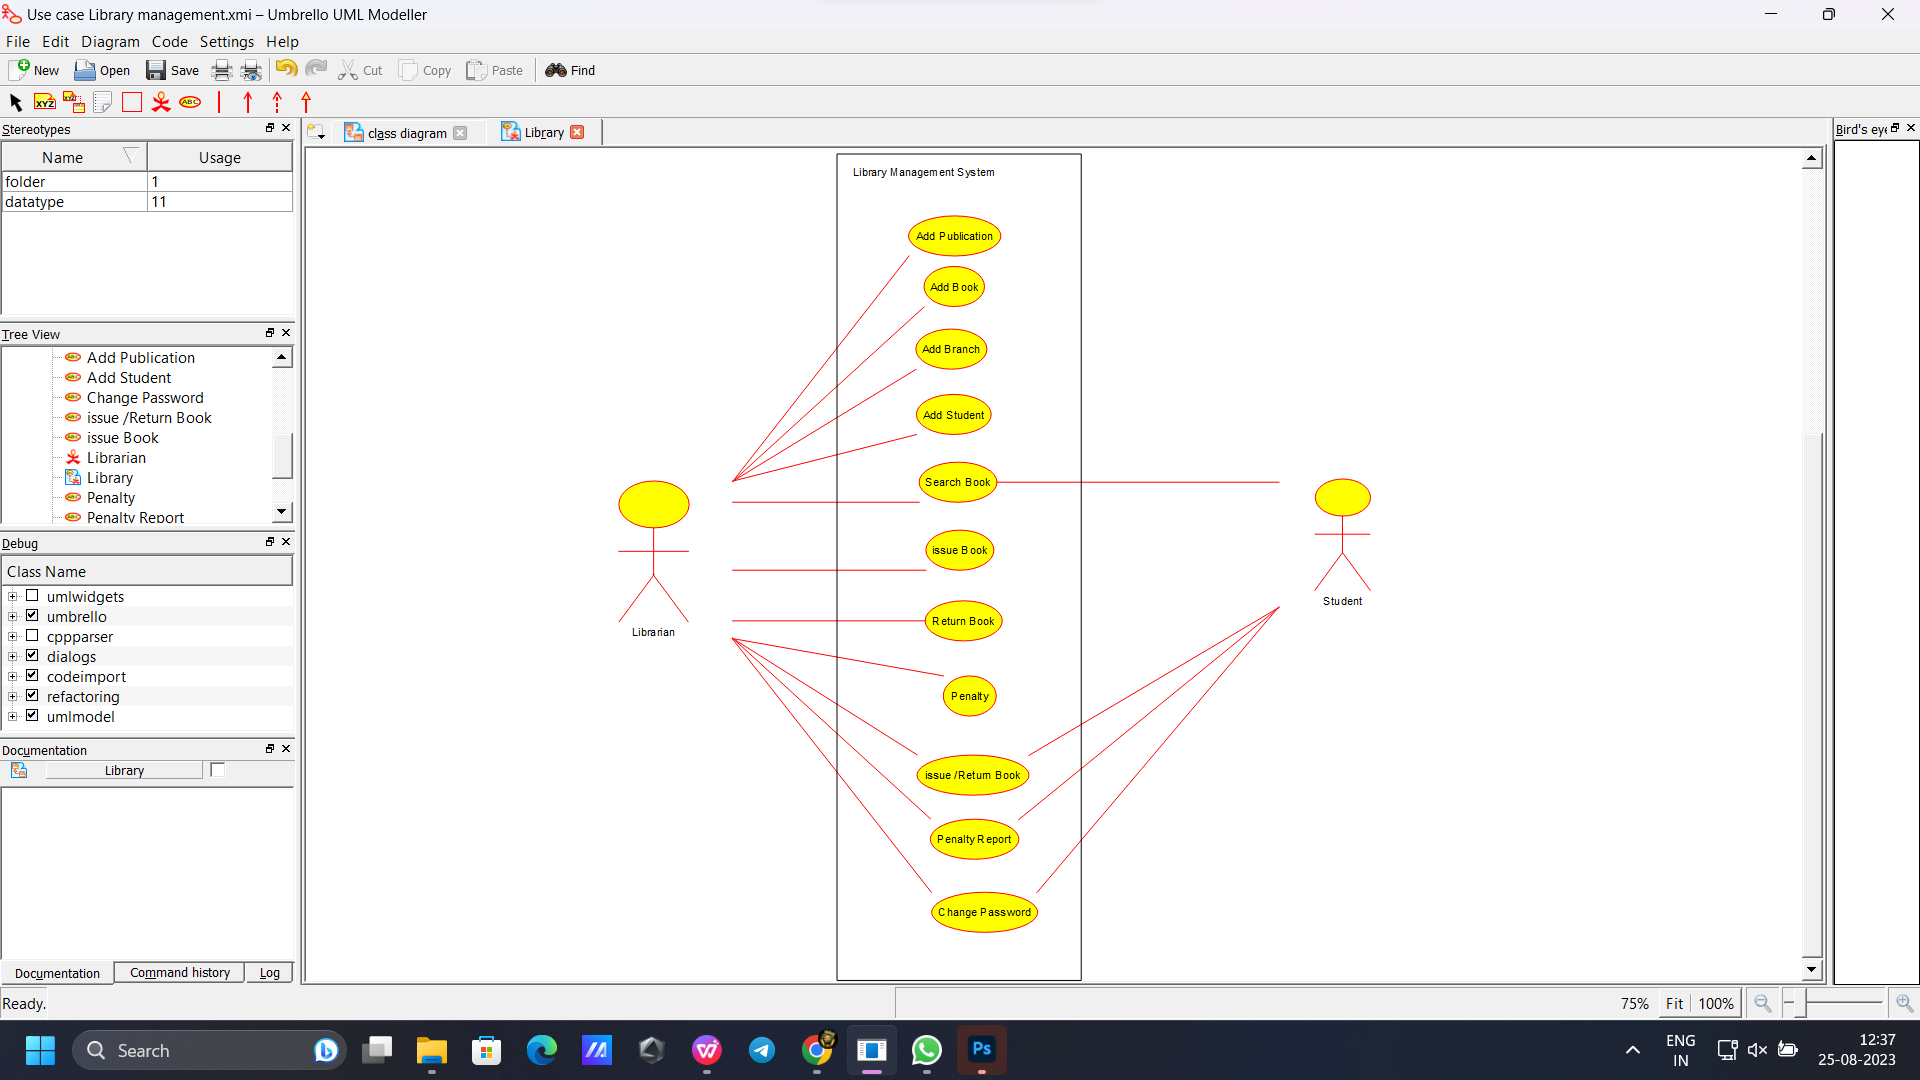 Use case Library management.xmi – Umbrello UML Modeller
File Edit Diagram Code Settings Help
New Open Save Cut Copy Paste Find
XYZ XYZ ABC
Stereotypes
Name Usage
folder 1
datatype 11
Tree View
Add Publication
Add Student
Change Password
issue /Return Book
issue Book
Librarian
Library
Penalty
Penalty Report
Debug
Class Name
umlwidgets
umbrello
cppparser
dialogs
codeimport
refactoring
umlmodel
Documentation
Library
Documentation Command history Log
Ready.
class diagram Library
Library Management System
Add Publication
Add Book
Add Branch
Add Student
Search Book
issue Book
Return Book
Penalty
issue /Return Book
Penalty Report
Change Password
Librarian
Student
Bird's eye
75% Fit 100%
Search
Ps
ENG
IN
12:37
25-08-2023